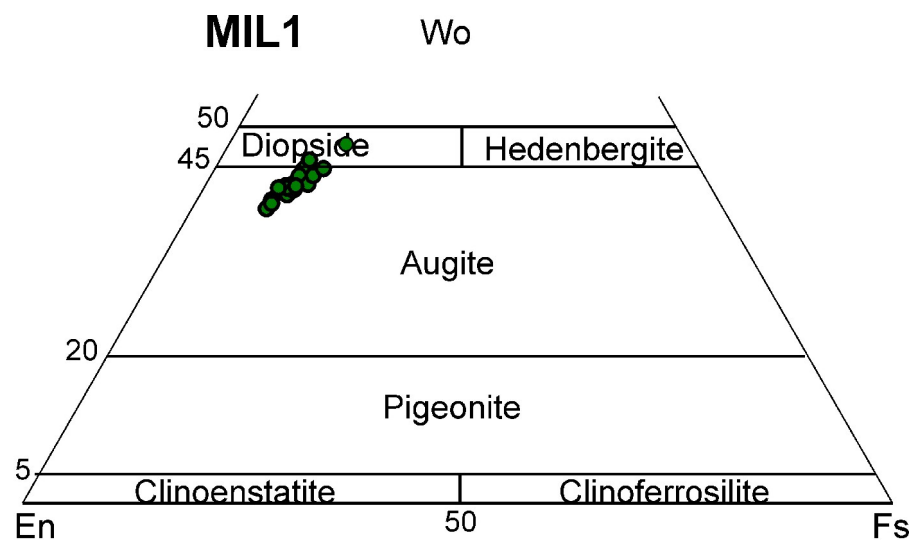 MIL1 Wo
50
Diopside Hedenbergite
45
Augite
20
Pigeonite
5
Clinoenstatite Clinoferrosilite
En 50 Fs